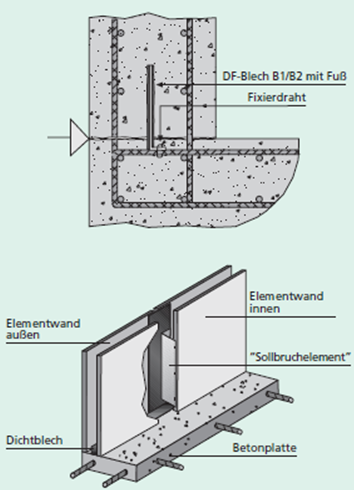 DF-Blech B1/B2 mit Fuß
Fixierdraht
Elementwand
innen
Elementwand
außen
"Sollbruchelement"
Dichtblech
Betonplatte